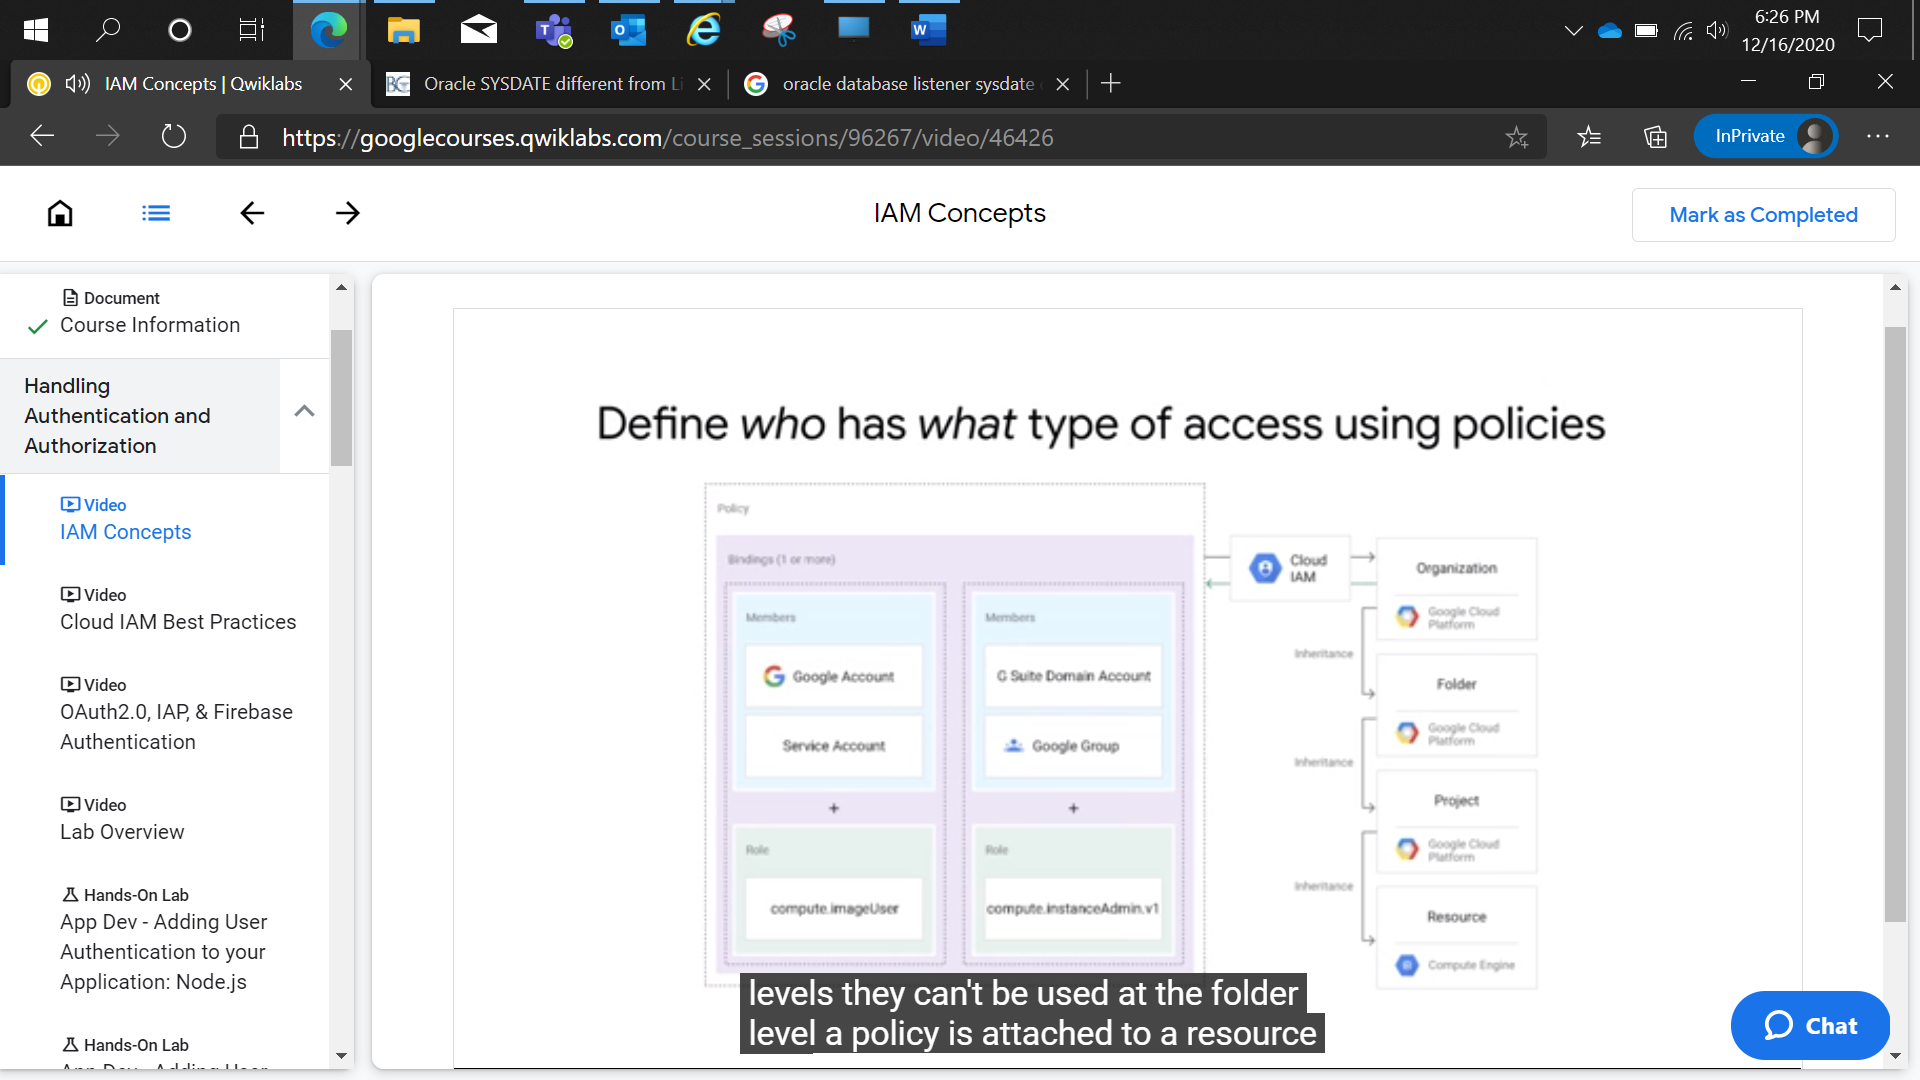 6:26 PM
12/16/2020
IAM Concepts | Qwiklabs
Oracle SYSDATE different from Li
oracle database listener sysdate
https://googlecourses.qwiklabs.com/course_sessions/96267/video/46426
InPrivate
IAM Concepts
Mark as Completed
Document
Course Information
Handling
Authentication and
Authorization
Video
IAM Concepts
Video
Cloud IAM Best Practices
Video
OAuth2.0, IAP, & Firebase
Authentication
Video
Lab Overview
Hands-On Lab
App Dev - Adding User
Authentication to your
Application: Node.js
Hands-On Lab
App Dev - Adding User
Define who has what type of access using policies
Policy
Bindings (1 or more)
Members
Google Account
Service Account
+
Role
compute.imageUser
Members
G Suite Domain Account
Google Group
+
Role
compute.instanceAdmin.v1
Cloud
IAM
Organization
Google Cloud
Platform
Inheritance
Folder
Google Cloud
Platform
Inheritance
Project
Google Cloud
Platform
Inheritance
Resource
Compute Engine
levels they can't be used at the folder
level a policy is attached to a resource
Chat